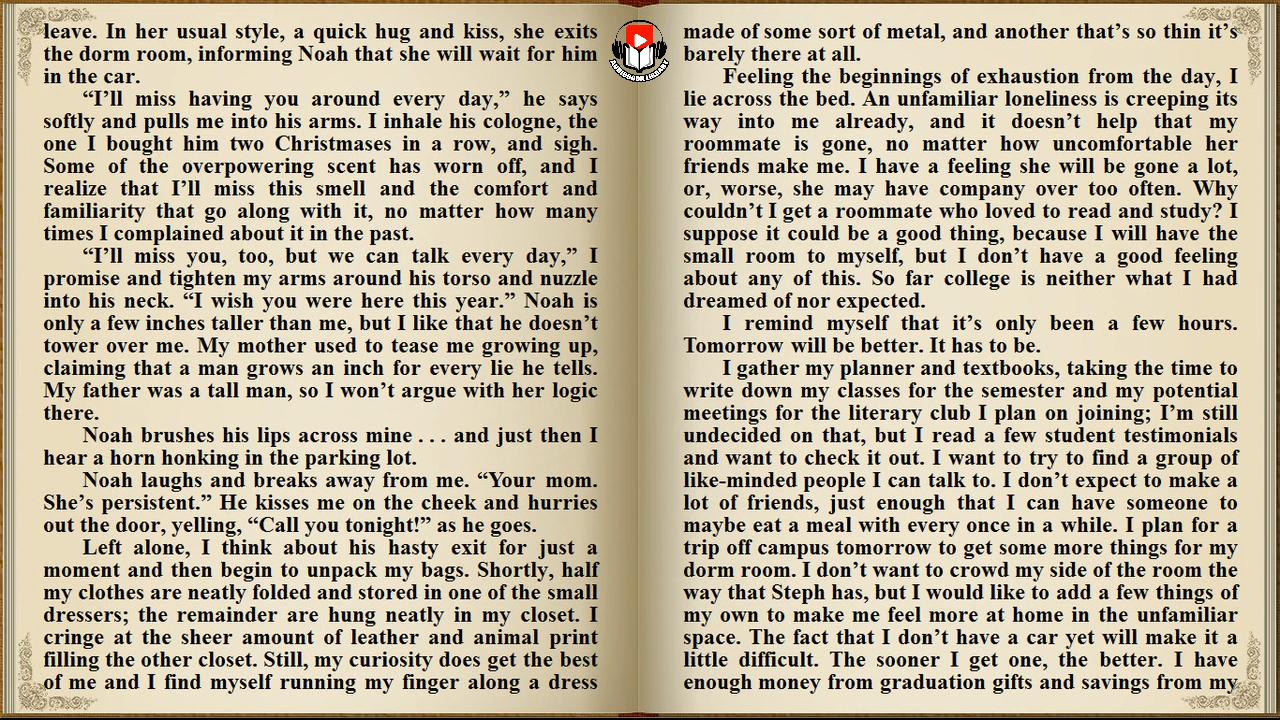 leave. In her usual style, a quick hug and kiss, she exits
the dorm room, informing Noah that she will wait for him
in the car.
“I’ll miss having you around every day,” he says
softly and pulls me into his arms. I inhale his cologne, the
one I bought him two Christmases in a row, and sigh.
Some of the overpowering scent has worn off, and I
realize that I’ll miss this smell and the comfort and
familiarity that go along with it, no matter how many
times I complained about it in the past.
“I’ll miss you, too, but we can talk every day,” I
promise and tighten my arms around his torso and nuzzle
into his neck. “I wish you were here this year.” Noah is
only a few inches taller than me, but I like that he doesn’t
tower over me. My mother used to tease me growing up,
claiming that a man grows an inch for every lie he tells.
My father was a tall man, so I won’t argue with her logic
there.
Noah brushes his lips across mine . . . and just then I
hear a horn honking in the parking lot.
Noah laughs and breaks away from me. “Your mom.
She’s persistent.” He kisses me on the cheek and hurries
out the door, yelling, “Call you tonight!” as he goes.
Left alone, I think about his hasty exit for just a
moment and then begin to unpack my bags. Shortly, half
my clothes are neatly folded and stored in one of the small
dressers; the remainder are hung neatly in my closet. I
cringe at the sheer amount of leather and animal print
filling the other closet. Still, my curiosity does get the best
of me and I find myself running my finger along a dress
AUDIOBOOK LIBRARY
made of some sort of metal, and another that’s so thin it’s
barely there at all.
Feeling the beginnings of exhaustion from the day, I
lie across the bed. An unfamiliar loneliness is creeping its
way into me already, and it doesn’t help that my
roommate is gone, no matter how uncomfortable her
friends make me. I have a feeling she will be gone a lot,
or, worse, she may have company over too often. Why
couldn’t I get a roommate who loved to read and study? I
suppose it could be a good thing, because I will have the
small room to myself, but I don’t have a good feeling
about any of this. So far college is neither what I had
dreamed of nor expected.
I remind myself that it’s only been a few hours.
Tomorrow will be better. It has to be.
I gather my planner and textbooks, taking the time to
write down my classes for the semester and my potential
meetings for the literary club I plan on joining; I’m still
undecided on that, but I read a few student testimonials
and want to check it out. I want to try to find a group of
like-minded people I can talk to. I don’t expect to make a
lot of friends, just enough that I can have someone to
maybe eat a meal with every once in a while. I plan for a
trip off campus tomorrow to get some more things for my
dorm room. I don’t want to crowd my side of the room the
way that Steph has, but I would like to add a few things of
my own to make me feel more at home in the unfamiliar
space. The fact that I don’t have a car yet will make it a
little difficult. The sooner I get one, the better. I have
enough money from graduation gifts and savings from my